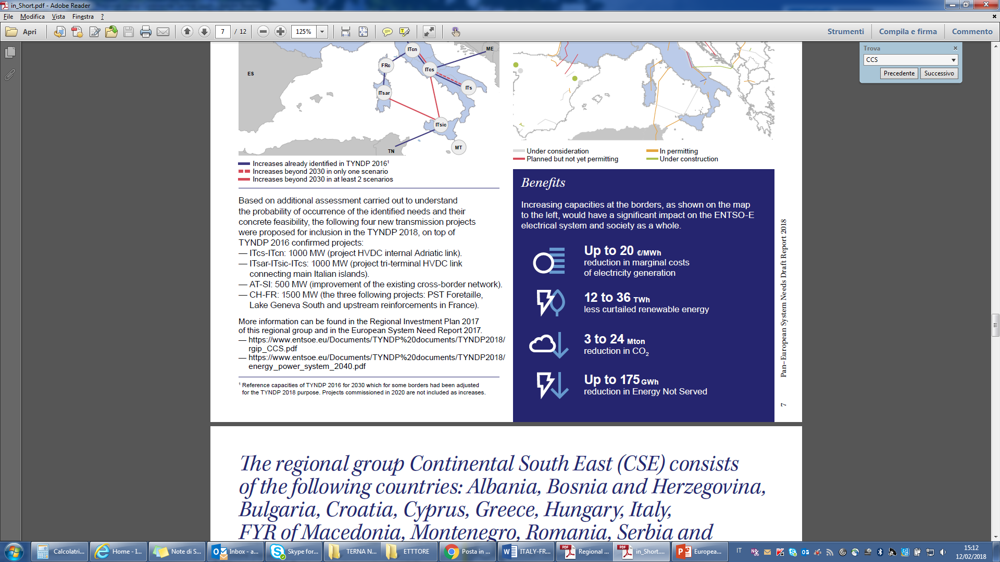 in_Short.pdf - Adobe Reader
File Modifica Vista Finestra ?
Apri
7 / 12
125%
Strumenti Compila e firma Commento
Trova
CCS
Precedente Successivo
ES
ITcn
ME
FRc
ITcs
ITs
ITsar
ITsic
TN
MT
Increases already identified in TYNDP 2016¹
Increases beyond 2030 in only one scenario
Increases beyond 2030 in at least 2 scenarios
Based on additional assessment carried out to understand
the probability of occurrence of the identified needs and their
concrete feasibility, the following four new transmission projects
were proposed for inclusion in the TYNDP 2018, on top of
TYNDP 2016 confirmed projects:
— ITcs-ITcn: 1000 MW (project HVDC internal Adriatic link).
— ITsar-ITsic-ITcs: 1000 MW (project tri-terminal HVDC link
connecting main Italian islands).
— AT-SI: 500 MW (improvement of the existing cross-border network).
— CH-FR: 1500 MW (the three following projects: PST Foretaille,
Lake Geneva South and upstream reinforcements in France).
More information can be found in the Regional Investment Plan 2017
of this regional group and in the European System Need Report 2017.
— https://www.entsoe.eu/Documents/TYNDP%20documents/TYNDP2018/
rgip_CCS.pdf
— https://www.entsoe.eu/Documents/TYNDP%20documents/TYNDP2018/
energy_power_system_2040.pdf
¹ Reference capacities of TYNDP 2016 for 2030 which for some borders had been adjusted
for the TYNDP 2018 purpose. Projects commissioned in 2020 are not included as increases.
Under consideration
In permitting
Planned but not yet permitting
Under construction
Benefits
Increasing capacities at the borders, as shown on the map
to the left, would have a significant impact on the ENTSO-E
electrical system and society as a whole.
Up to 20 €/MWh
reduction in marginal costs
of electricity generation
12 to 36 TWh
less curtailed renewable energy
3 to 24 Mton
reduction in CO₂
Up to 175 GWh
reduction in Energy Not Served
Pan-European System Needs Draft Report 2018
7
The regional group Continental South East (CSE) consists
of the following countries: Albania, Bosnia and Herzegovina,
Bulgaria, Croatia, Cyprus, Greece, Hungary, Italy,
FYR of Macedonia, Montenegro, Romania, Serbia and
Calcolatri... Home - I... Note di S... Inbox - a... Skype for... TERNA N... ETTTORE Posta in ... ITALY-FR... Regional ... in_Short.... Europea...
IT
15:12
12/02/2018